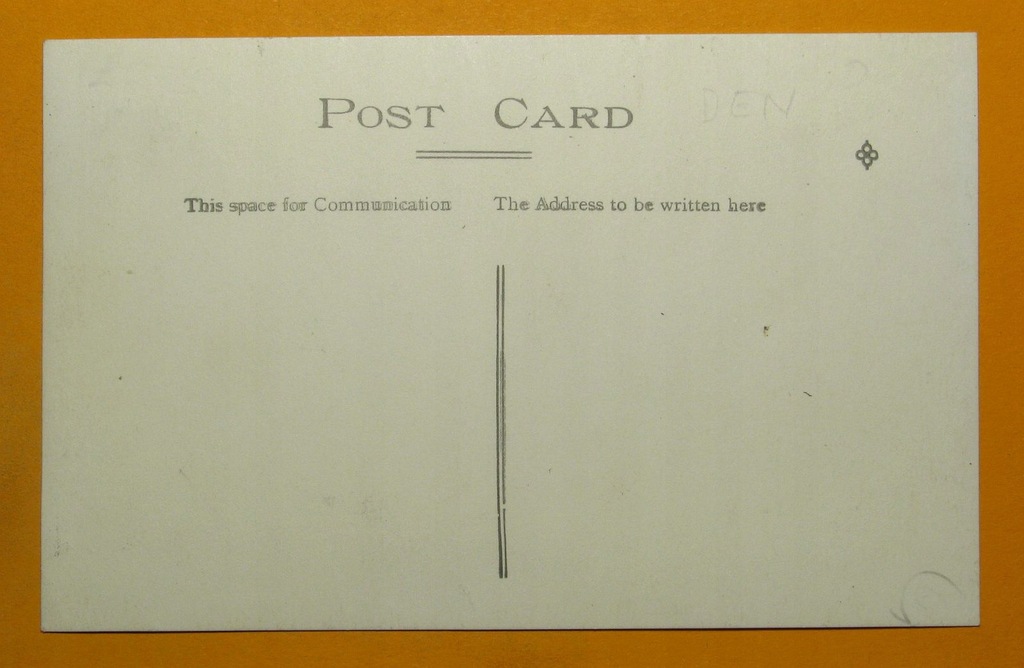 POST CARD
DEN
This space for Communication
The Address to be written here